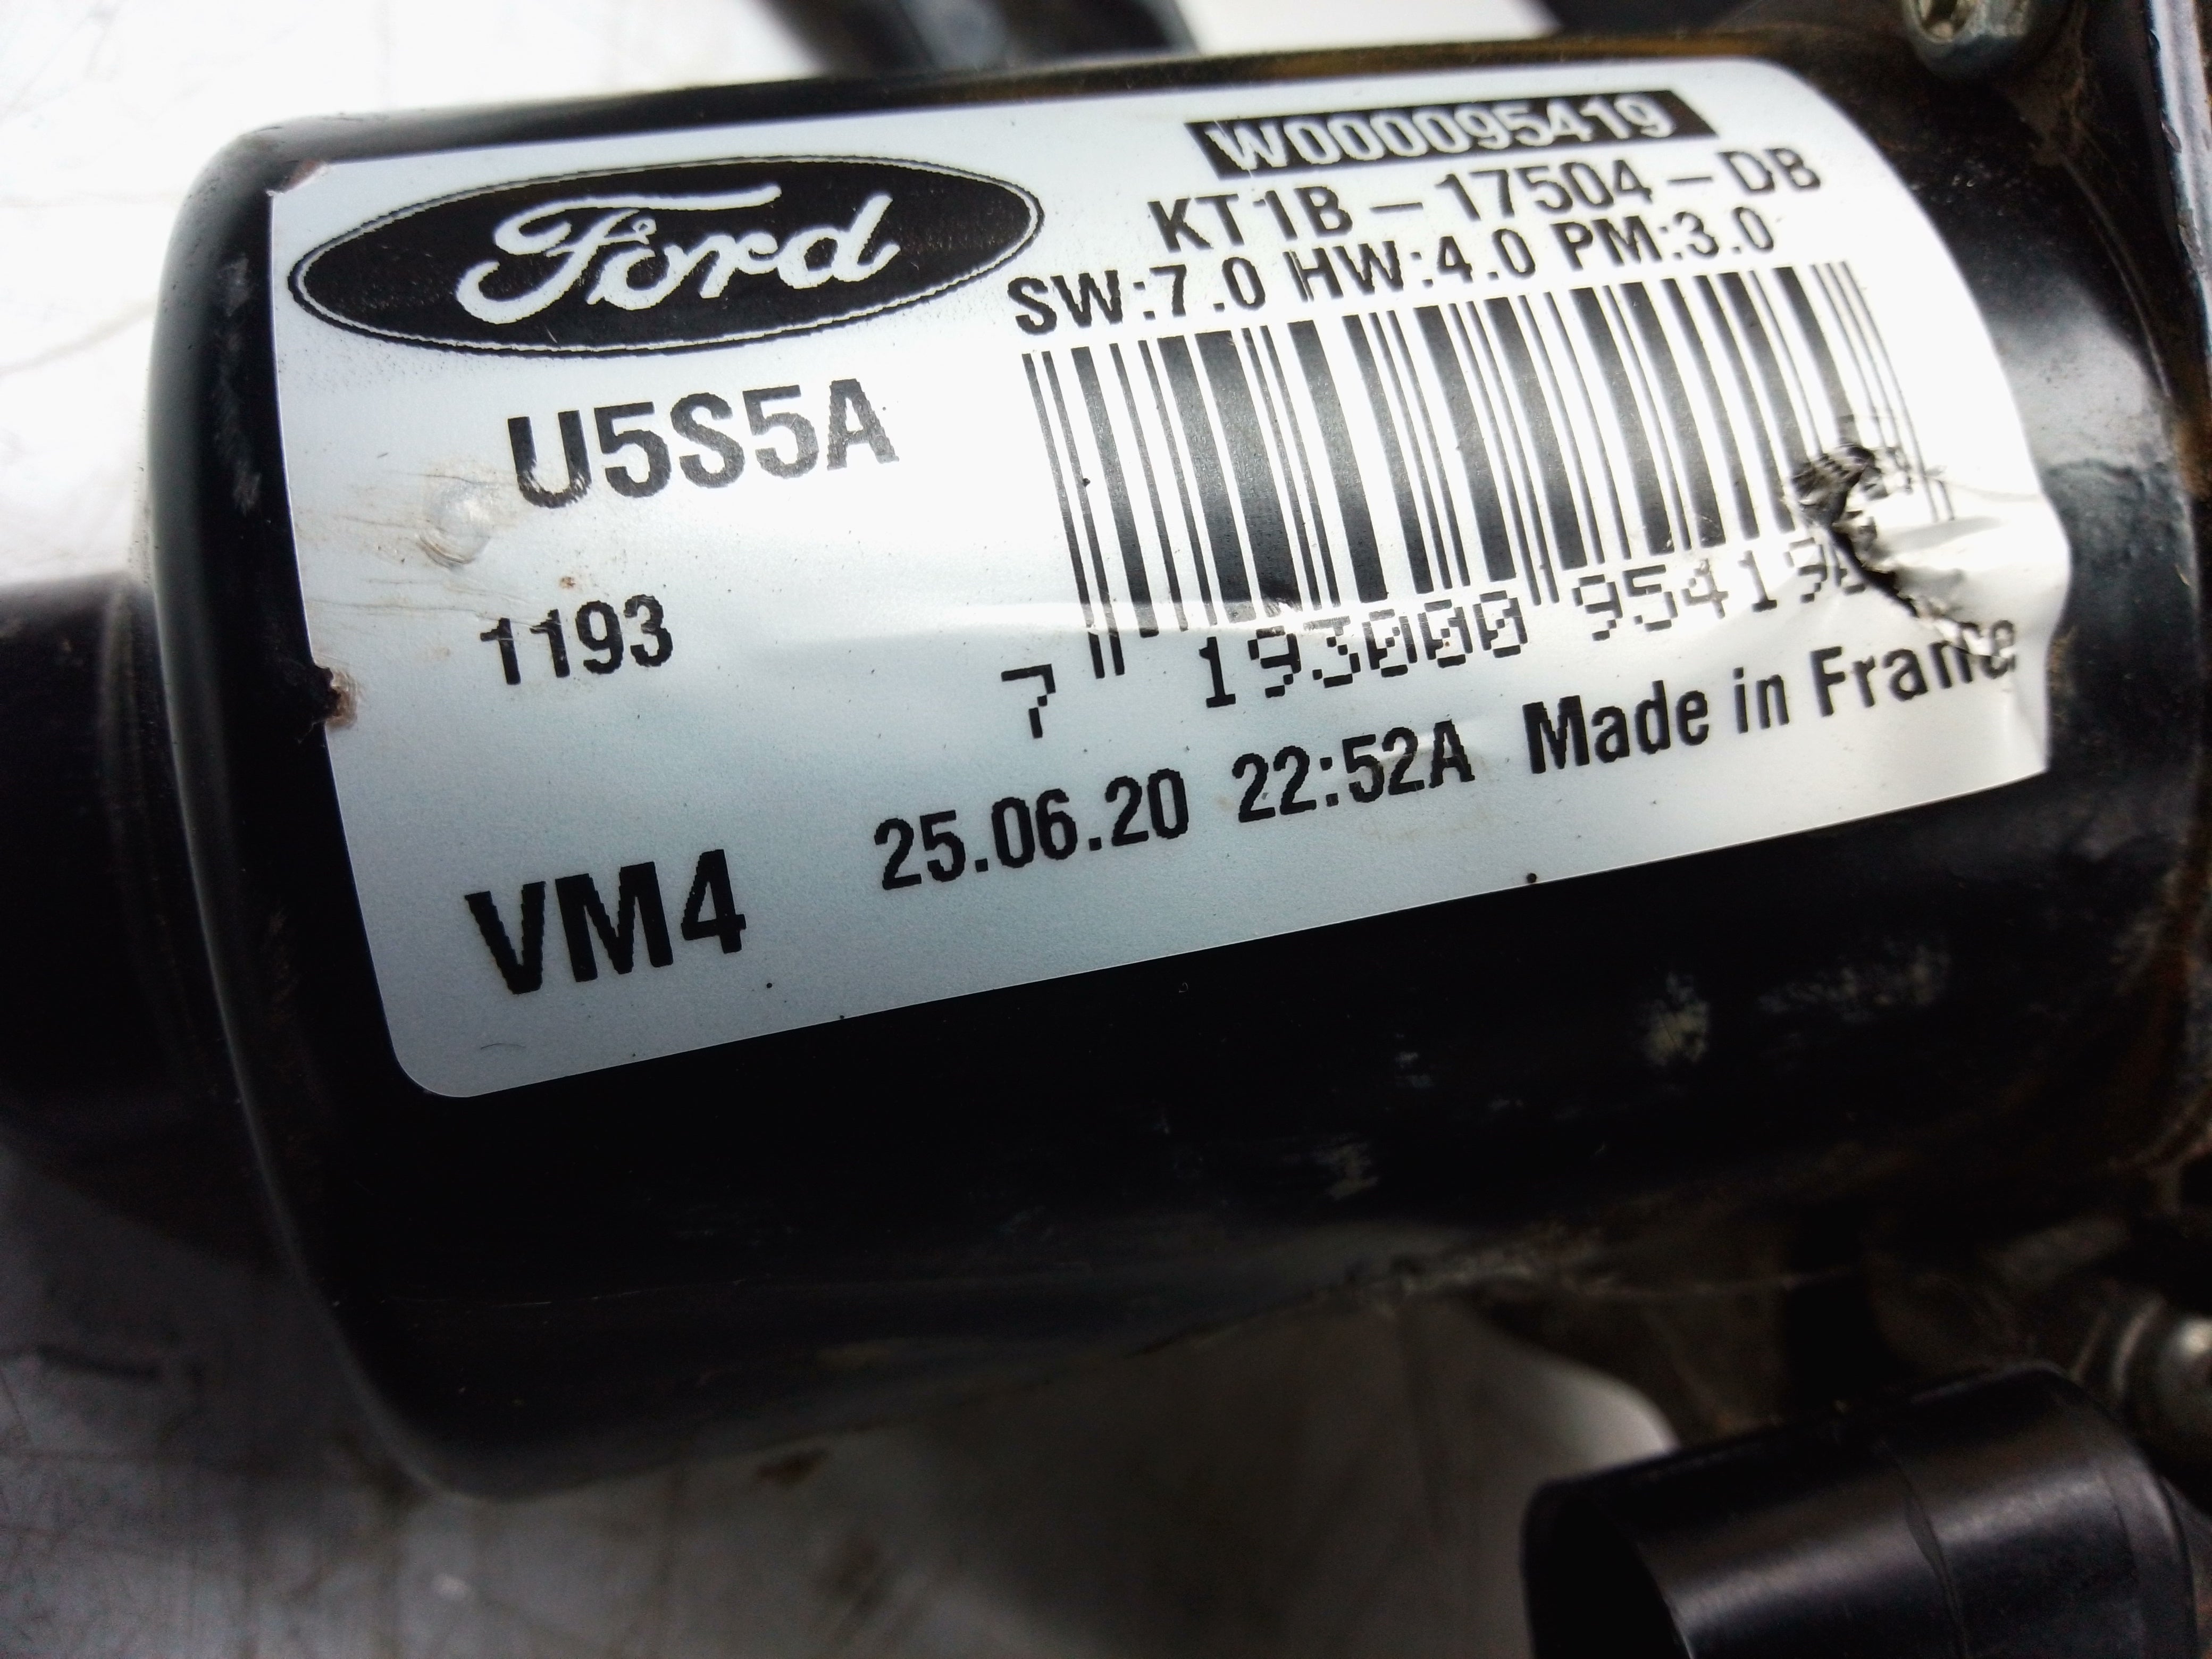 W000095419
Ford
KT1B-17504-DB
SW:7.0 HW:4.0 PM:3.0
U5S5A
1193
7 193000 95419
25.06.20 22:52A Made in France
VM4